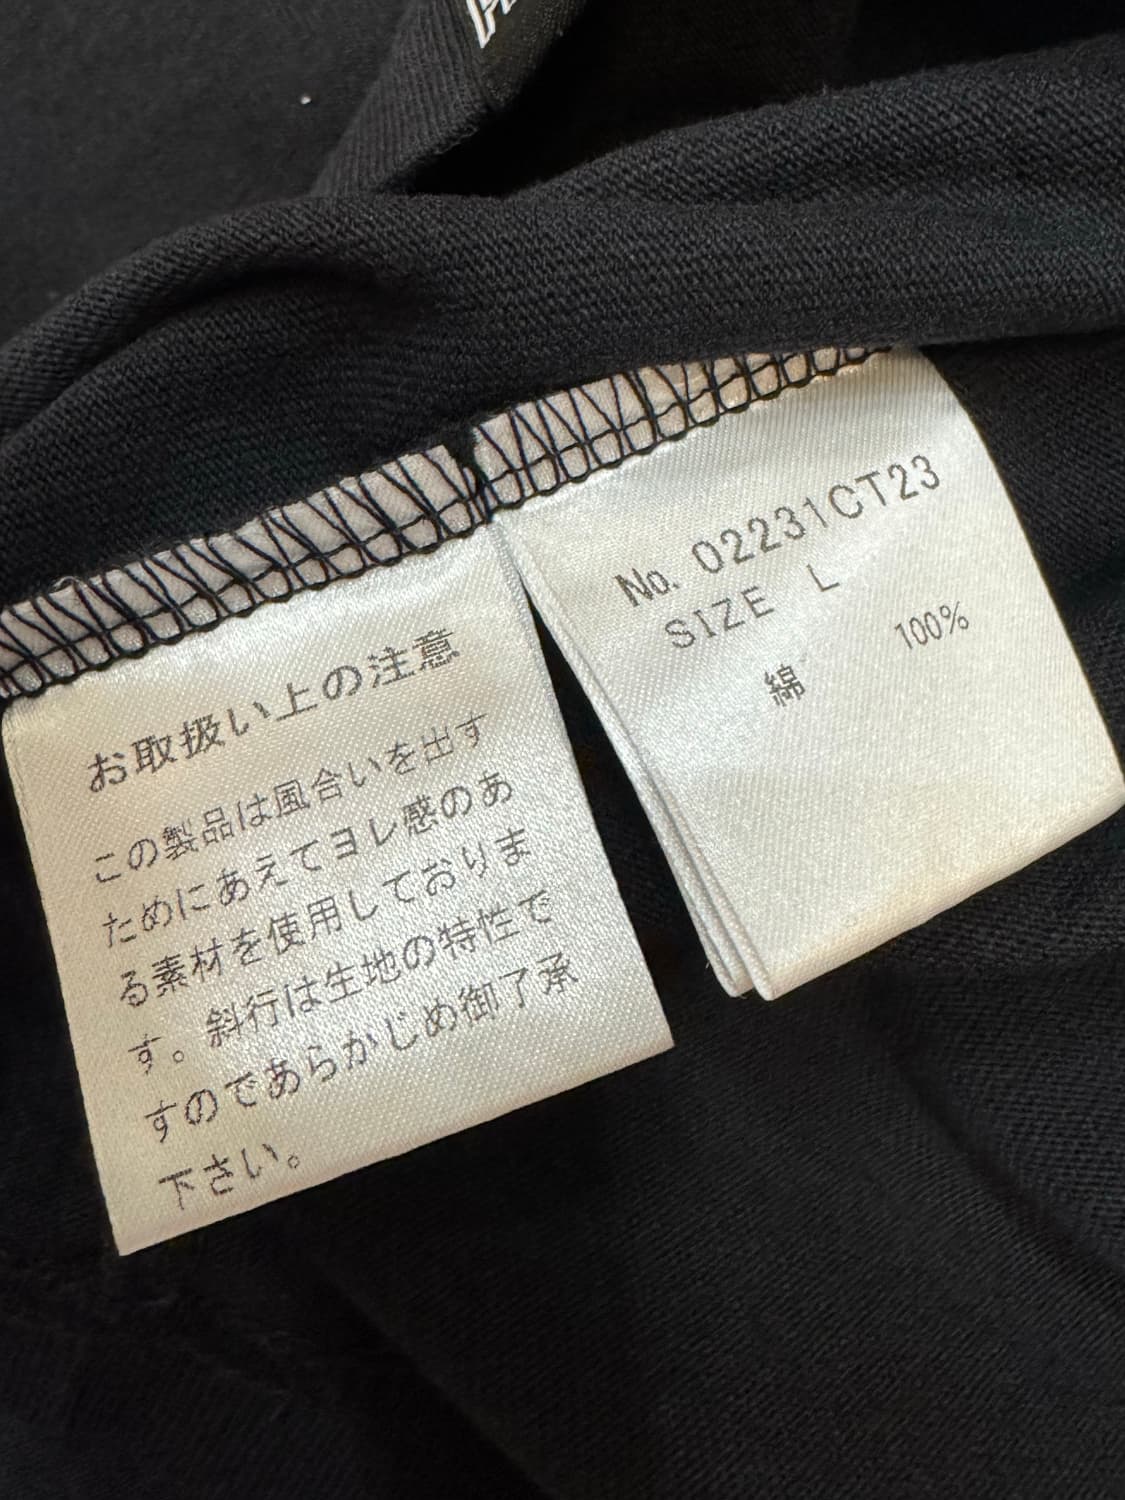 お取扱い上の注意
この製品は風合いを出す
ためにあえてヨレ感のあ
る素材を使用しておりま
す。斜行は生地の特性で
すのであらかじめ御了承
下さい。
No. 02231CT23
SIZE L
綿 100%